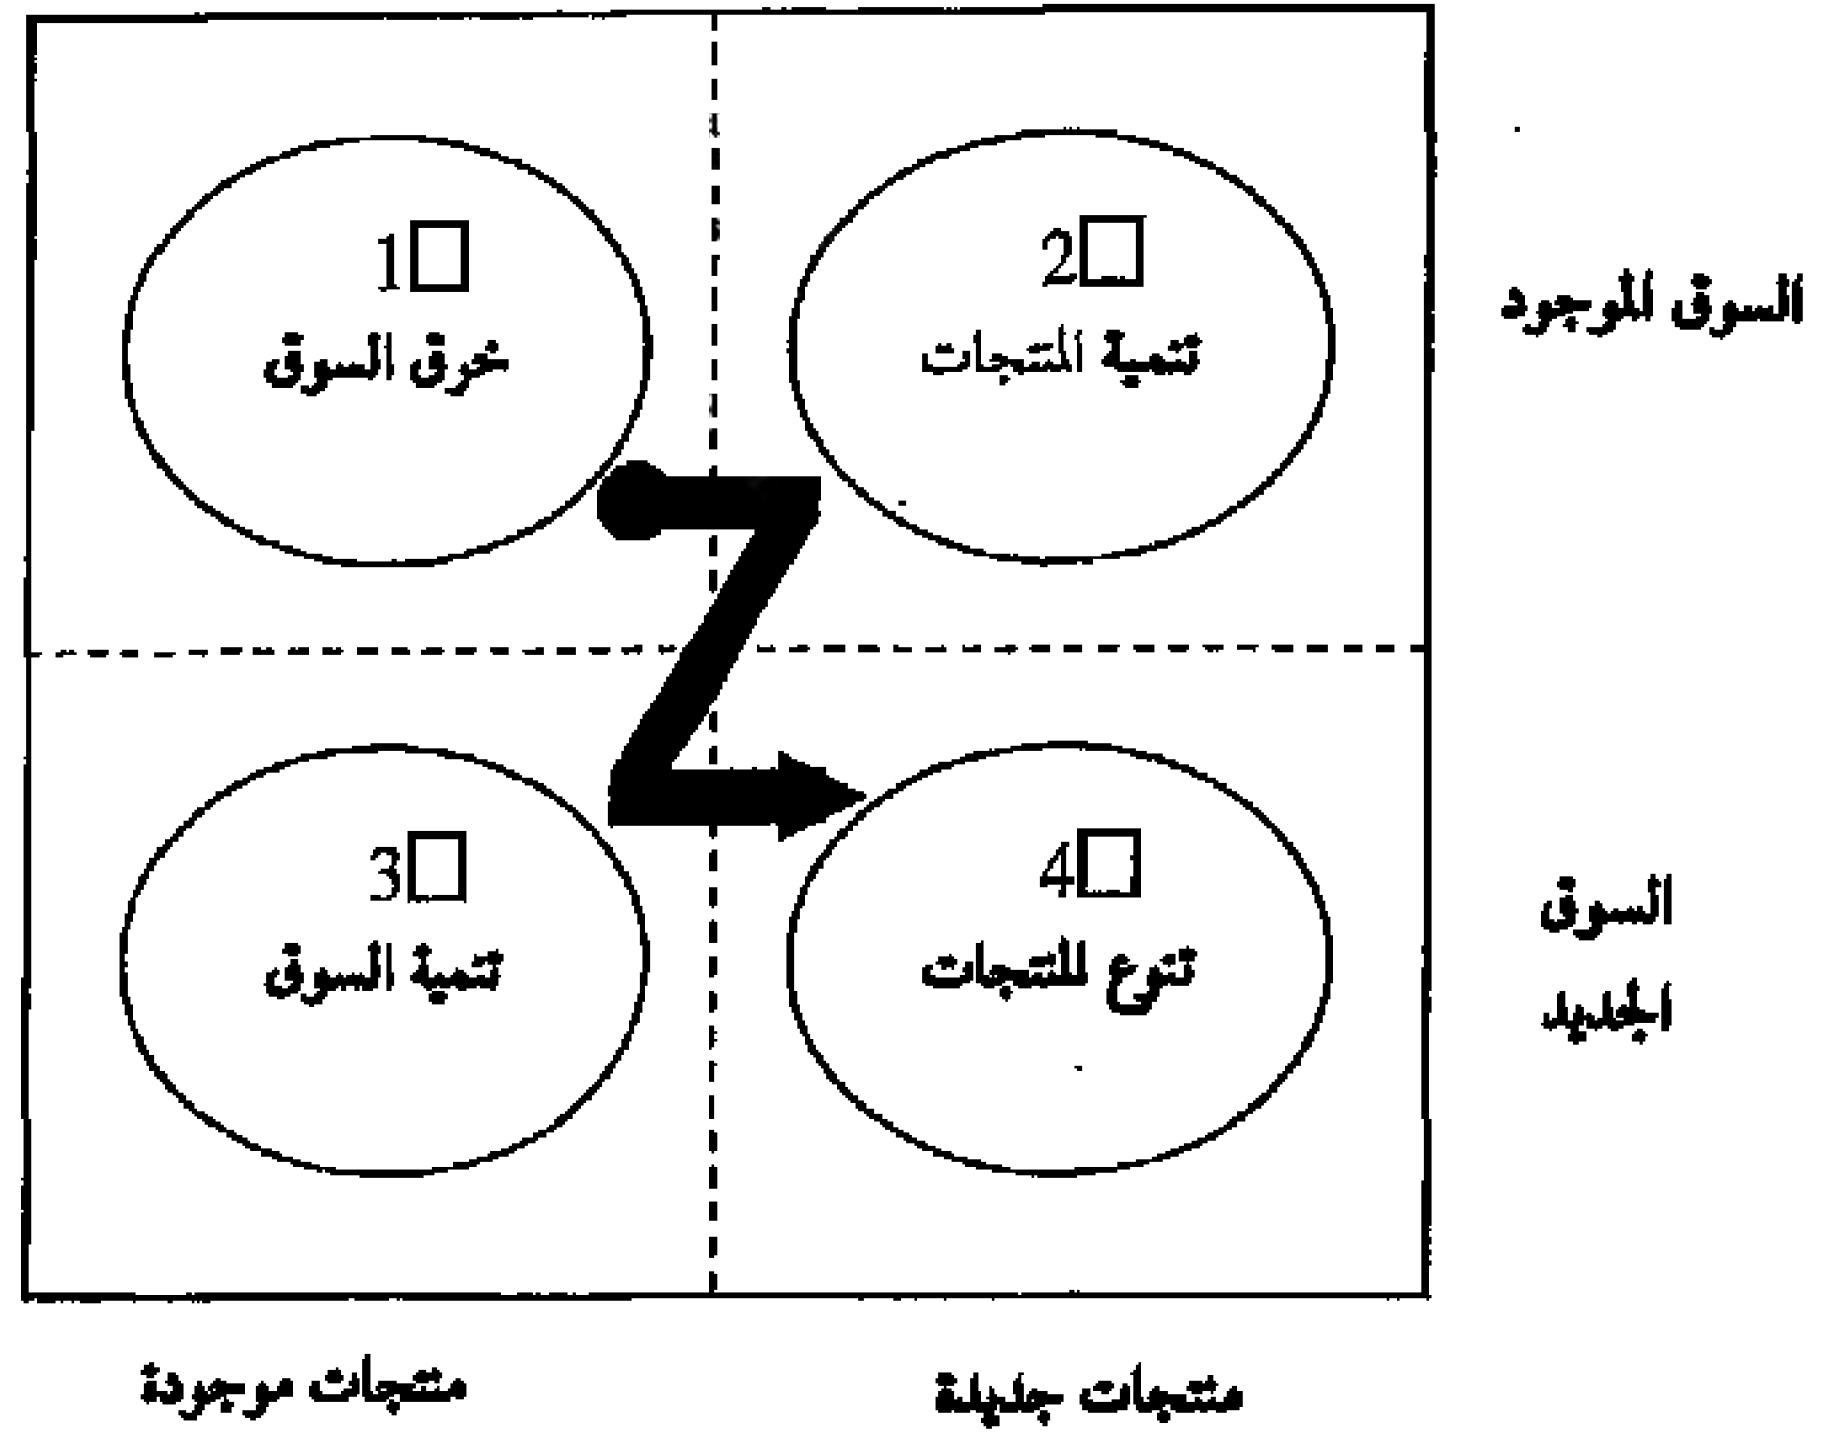 1□
خرق السوق
2□
تنمية المنتجات
السوق الموجود
3□
تنمية السوق
4□
تنوع المنتجات
السوق
الجديد
منتجات موجودة
منتجات جديدة